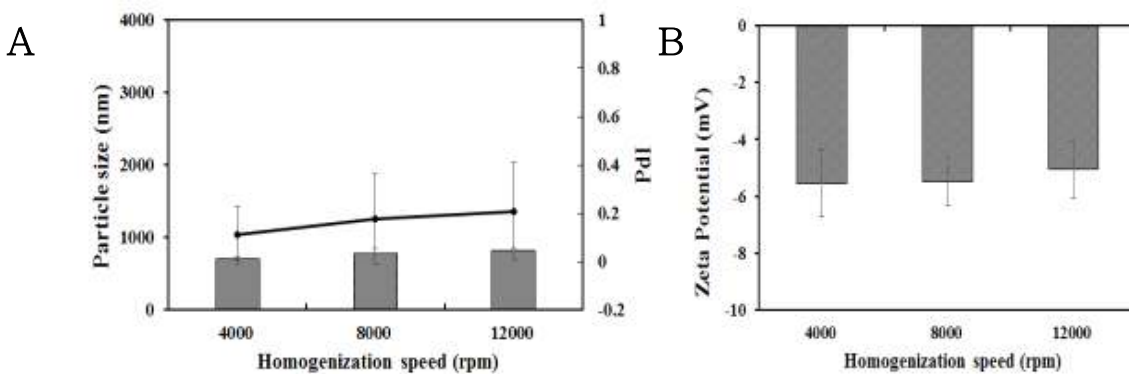 A
4000
3000
2000
1000
0
Particle size (nm)
1
0.8
0.6
0.4
0.2
0
-0.2
PdI
4000 8000 12000
Homogenization speed (rpm)
B
0
-2
-4
-6
-8
-10
Zeta Potential (mV)
4000 8000 12000
Homogenization speed (rpm)